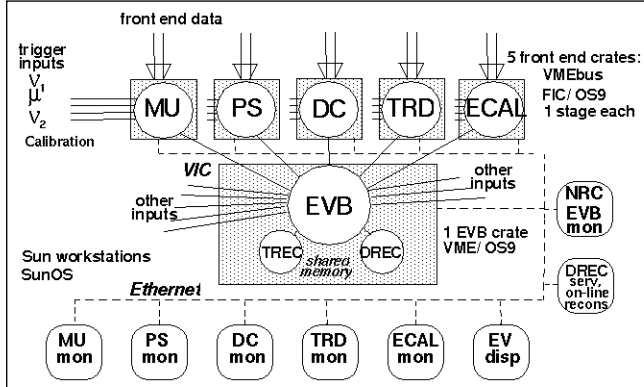 front end data
trigger
inputs
ν1
μ
ν2
Calibration
MU
PS
DC
TRD
ECAL
5 front end crates:
VMEbus
FIC/ OS9
1 stage each
VIC
other
inputs
EVB
other
inputs
TREC
shared
memory
DREC
1 EVB crate
VME/ OS9
NRC
EVB
mon
Sun workstations
SunOS
Ethernet
DREC
serv,
on-line
recons
MU
mon
PS
mon
DC
mon
TRD
mon
ECAL
mon
EV
disp